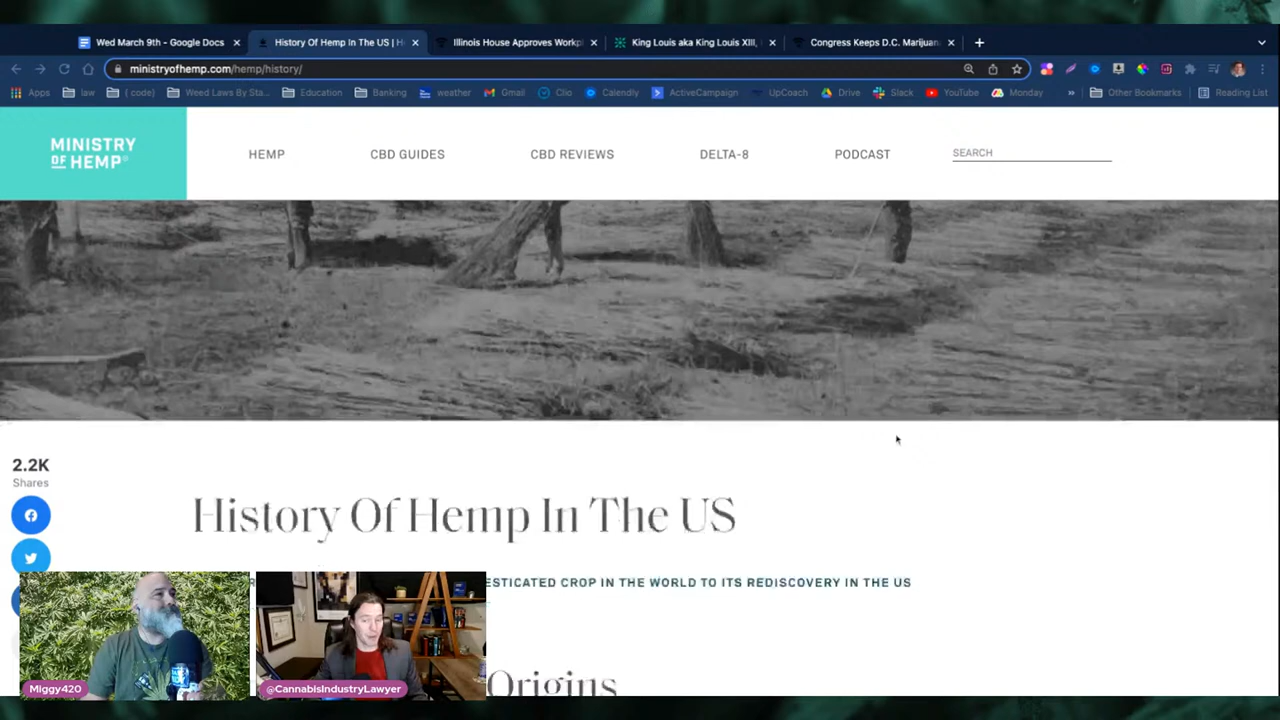 Wed March 9th - Google Docs
History Of Hemp In The US | H
Illinois House Approves Workpl
King Louis aka King Louis XIII,
Congress Keeps D.C. Marijuan
ministryofhemp.com/hemp/history/
Apps
law
{ code}
Weed Laws By Sta...
Education
Banking
weather
Gmail
Clio
Calendly
ActiveCampaign
UpCoach
Drive
Slack
YouTube
Monday
»
Other Bookmarks
Reading List
MINISTRY
OF HEMP
HEMP
CBD GUIDES
CBD REVIEWS
DELTA-8
PODCAST
SEARCH
2.2K
Shares
History Of Hemp In The US
ESTICATED CROP IN THE WORLD TO ITS REDISCOVERY IN THE US
Origins
Miggy420
@CannabisIndustryLawyer